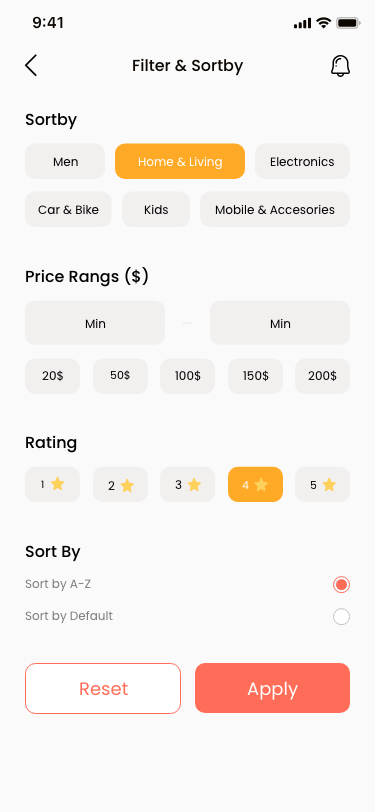 9:41
Filter & Sortby
Sortby
Men Home & Living Electronics
Car & Bike Kids Mobile & Accesories
Price Rangs ($)
Min — Min
20$ 50$ 100$ 150$ 200$
Rating
1 2 3 4 5
Sort By
Sort by A-Z
Sort by Default
Reset Apply